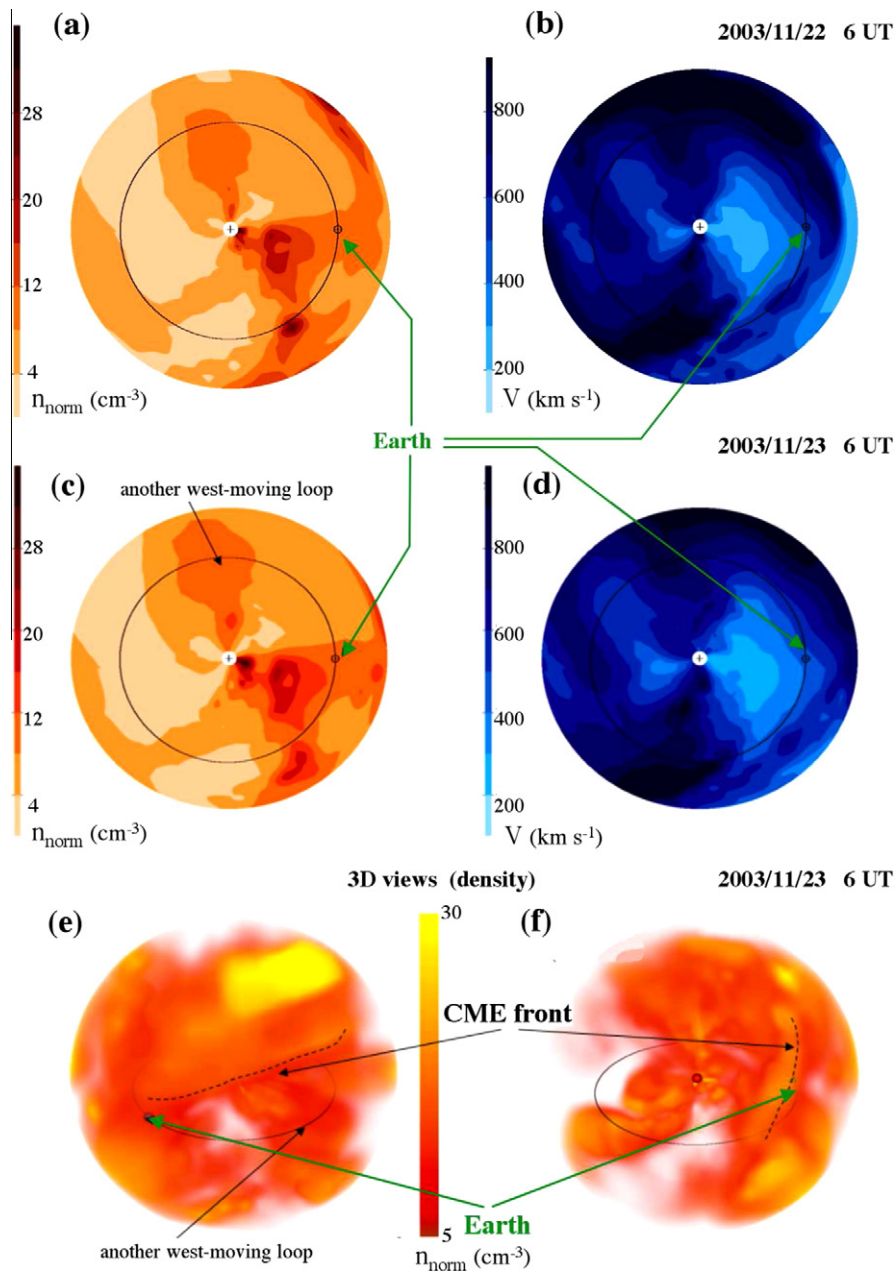 (a)
(b)
2003/11/22 6 UT
28
20
12
4
n_norm (cm⁻³)
800
600
400
200
V (km s⁻¹)
Earth
2003/11/23 6 UT
(c)
(d)
another west-moving loop
28
20
12
4
n_norm (cm⁻³)
800
600
400
200
V (km s⁻¹)
3D views (density)
2003/11/23 6 UT
(e)
(f)
30
CME front
5
Earth
another west-moving loop
n_norm (cm⁻³)